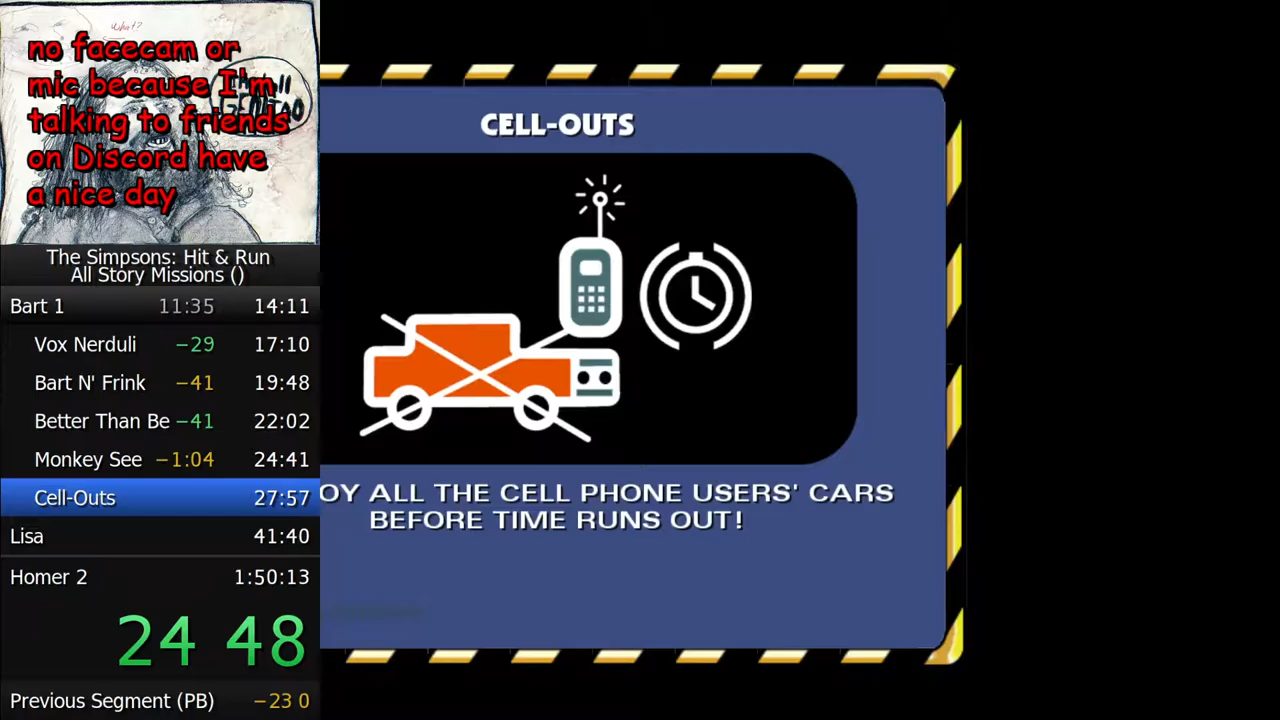 What?
no facecam or
mic because I'm
talking to friends
on Discord have
a nice day
The Simpsons: Hit & Run
All Story Missions ()
Bart 1 11:35 14:11
Vox Nerduli −29 17:10
Bart N' Frink −41 19:48
Better Than Be −41 22:02
Monkey See −1:04 24:41
Cell-Outs 27:57
Lisa 41:40
Homer 2 1:50:13
24 48
Previous Segment (PB) −23 0
CELL-OUTS
OY ALL THE CELL PHONE USERS' CARS
BEFORE TIME RUNS OUT!